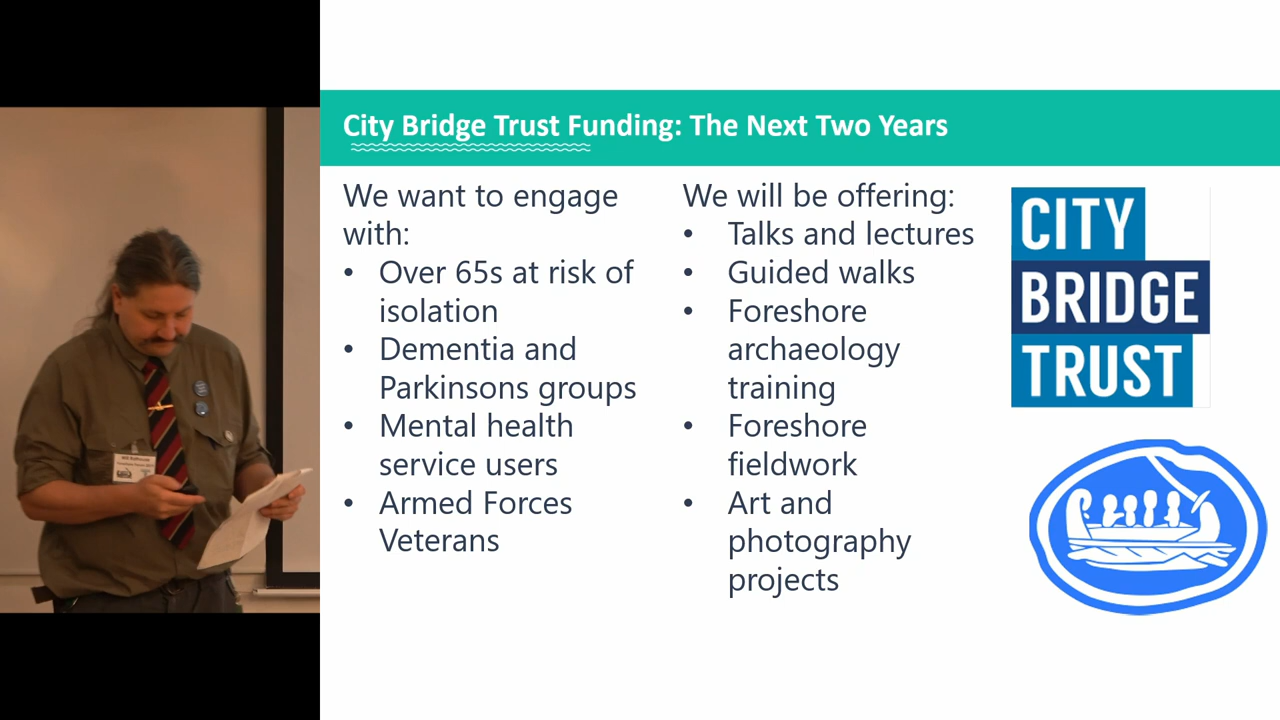 City Bridge Trust Funding: The Next Two Years
We want to engage
with:
• Over 65s at risk of
isolation
• Dementia and
Parkinsons groups
• Mental health
service users
• Armed Forces
Veterans
We will be offering:
• Talks and lectures
• Guided walks
• Foreshore
archaeology
training
• Foreshore
fieldwork
• Art and
photography
projects
CITY
BRIDGE
TRUST